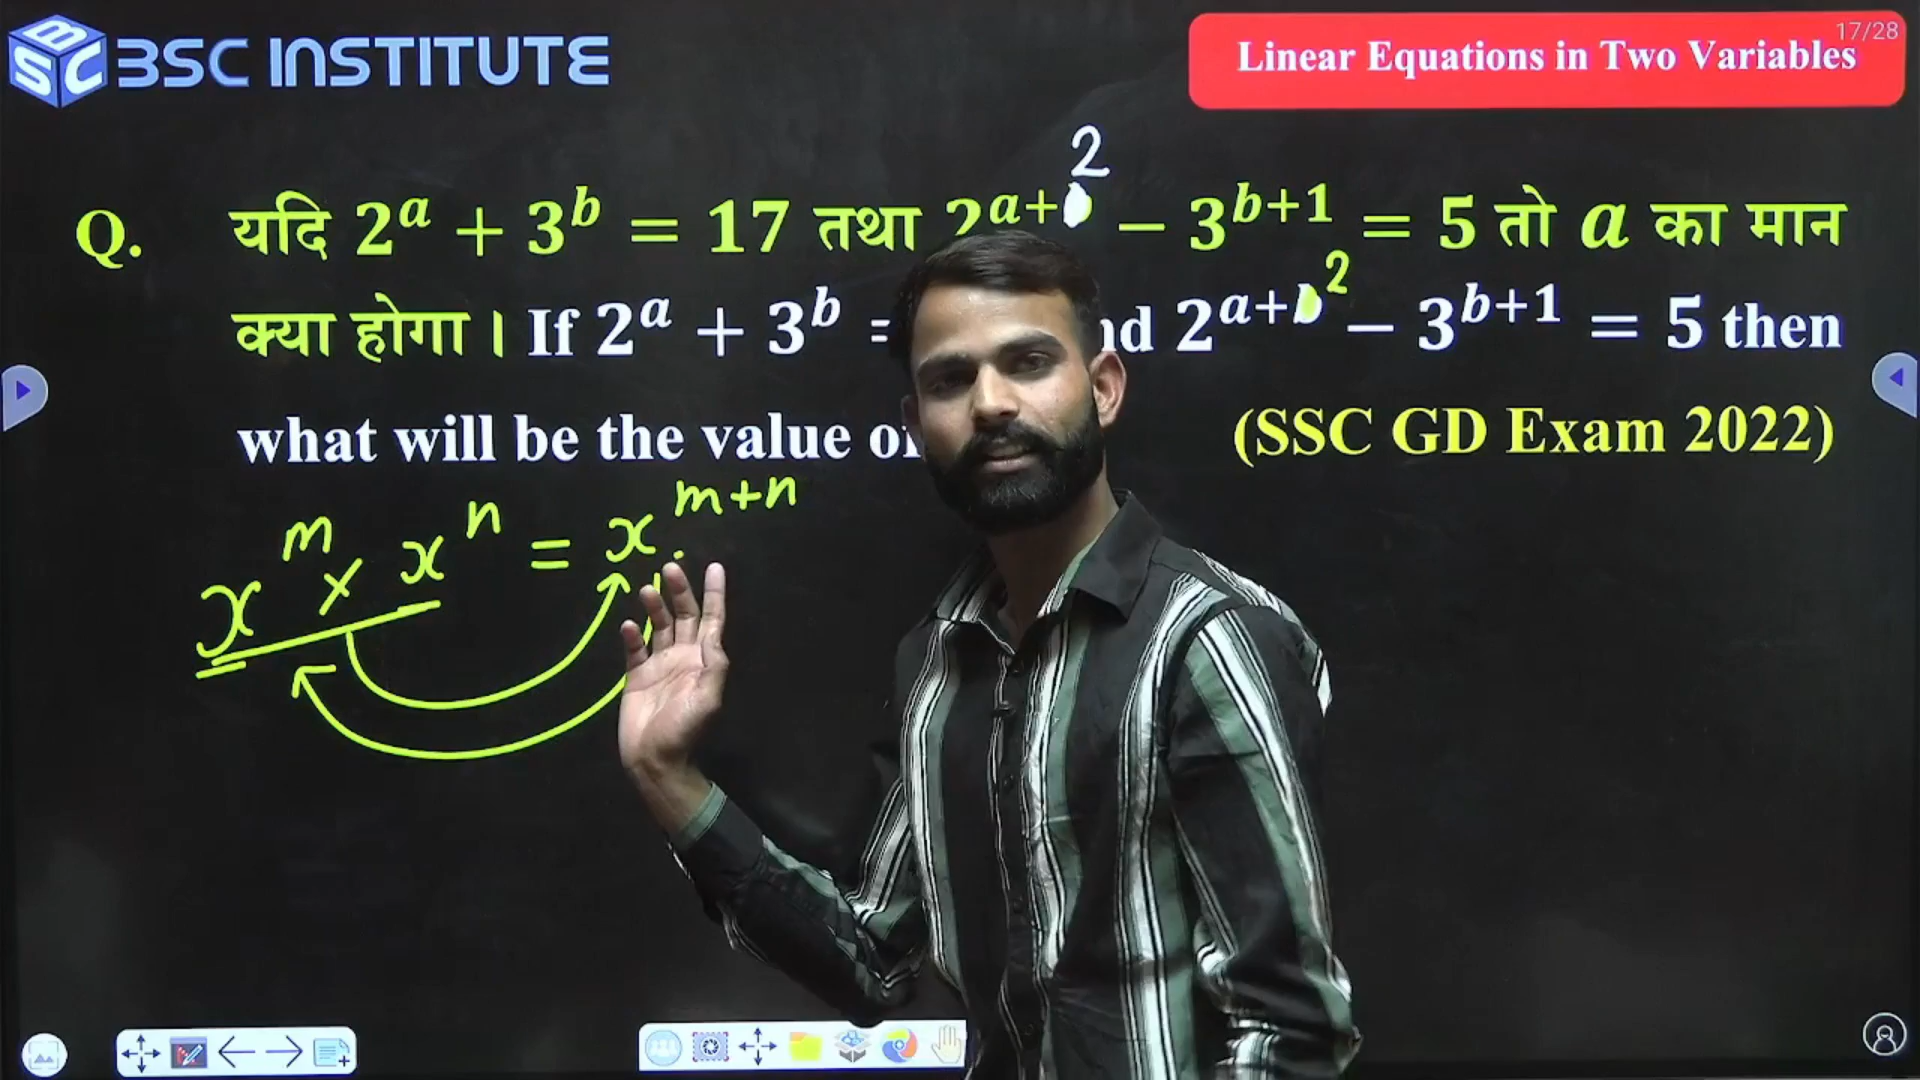 BSC BSC INSTITUTE
17/28
Linear Equations in Two Variables
2
Q. यदि 2^a + 3^b = 17 तथा 2^{a+ − 3^{b+1} = 5 तो a का मान
2
क्या होगा। If 2^a + 3^b = nd 2^{a+b} − 3^{b+1} = 5 then
what will be the value of (SSC GD Exam 2022)
x^m × x^n = x^{m+n}